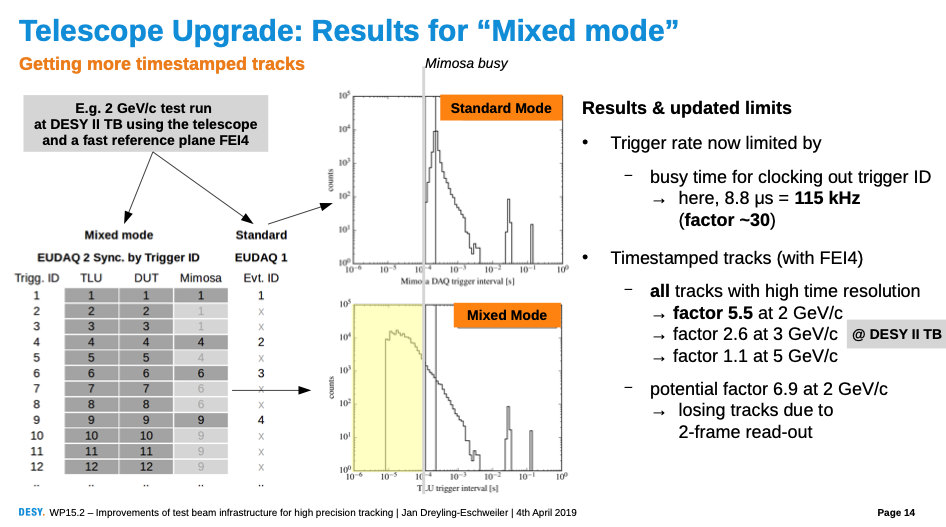 Telescope Upgrade: Results for “Mixed mode”
Getting more timestamped tracks
Mimosa busy
E.g. 2 GeV/c test run
at DESY II TB using the telescope
and a fast reference plane FEI4
Mixed mode Standard
EUDAQ 2 Sync. by Trigger ID EUDAQ 1
Trigg. ID TLU DUT Mimosa Evt. ID
1 1 1 1 1
2 2 2 1 x
3 3 3 1 x
4 4 4 4 2
5 5 5 4 x
6 6 6 6 3
7 7 7 6 x
8 8 8 6 x
9 9 9 9 4
10 10 10 9 x
11 11 11 9 x
12 12 12 9 x
.. .. .. ..
Standard Mode
counts
10^5
10^4
10^3
10^2
10^1
10^0
10^-6 10^-5 10^-4 10^-3 10^-2 10^-1 10^0
Mimosa DAQ trigger interval [s]
Mixed Mode
counts
10^5
10^4
10^3
10^2
10^1
10^0
10^-6 10^-5 10^-4 10^-3 10^-2 10^-1 10^0
TLU trigger interval [s]
Results & updated limits
• Trigger rate now limited by
– busy time for clocking out trigger ID
→ here, 8.8 µs = 115 kHz
(factor ~30)
• Timestamped tracks (with FEI4)
– all tracks with high time resolution
→ factor 5.5 at 2 GeV/c
→ factor 2.6 at 3 GeV/c
→ factor 1.1 at 5 GeV/c
@ DESY II TB
– potential factor 6.9 at 2 GeV/c
→ losing tracks due to
2-frame read-out
DESY. WP15.2 – Improvements of test beam infrastructure for high precision tracking | Jan Dreyling-Eschweiler | 4th April 2019
Page 14